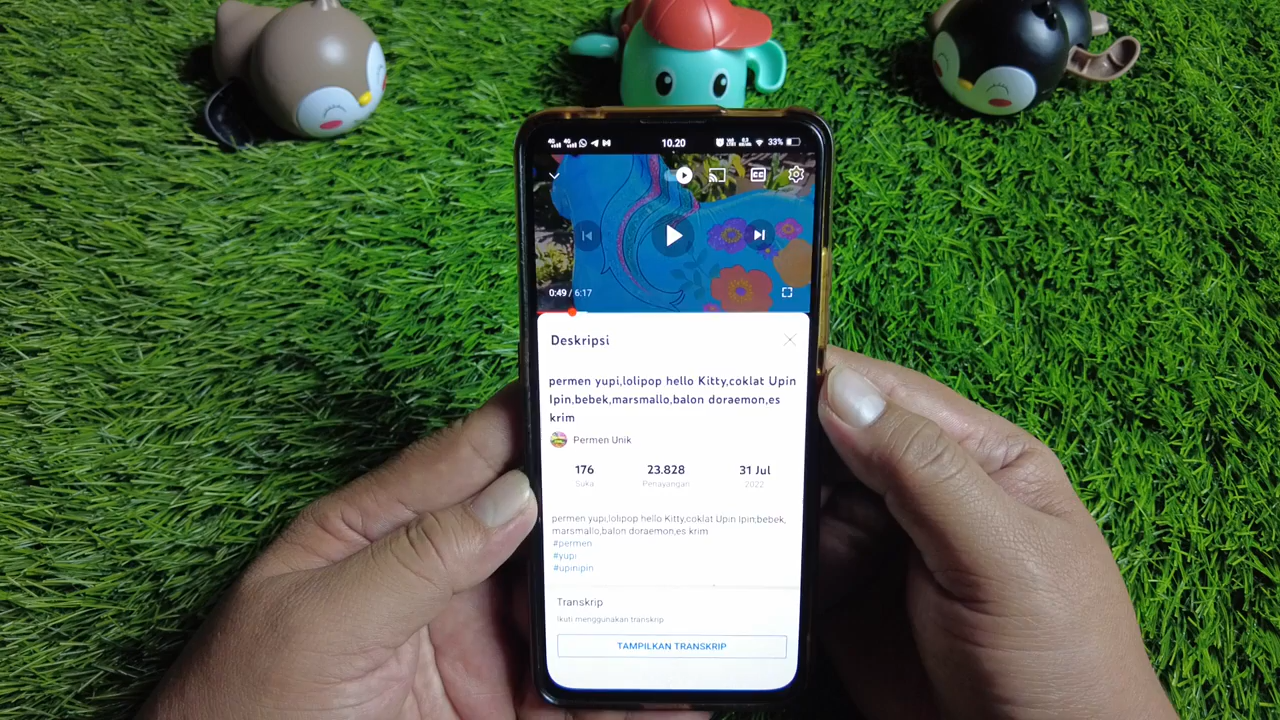 10.20
33%
CC
0:49 / 6:17
Deskripsi
permen yupi,lolipop hello Kitty,coklat Upin
Ipin,bebek,marsmallo,balon doraemon,es
krim
Permen Unik
176 23.828 31 Jul
Suka Penayangan 2022
permen yupi,lolipop hello Kitty,coklat Upin Ipin,bebek,
marsmallo,balon doraemon,es krim
#permen
#yupi
#upinipin
Transkrip
Ikuti menggunakan transkrip
TAMPILKAN TRANSKRIP